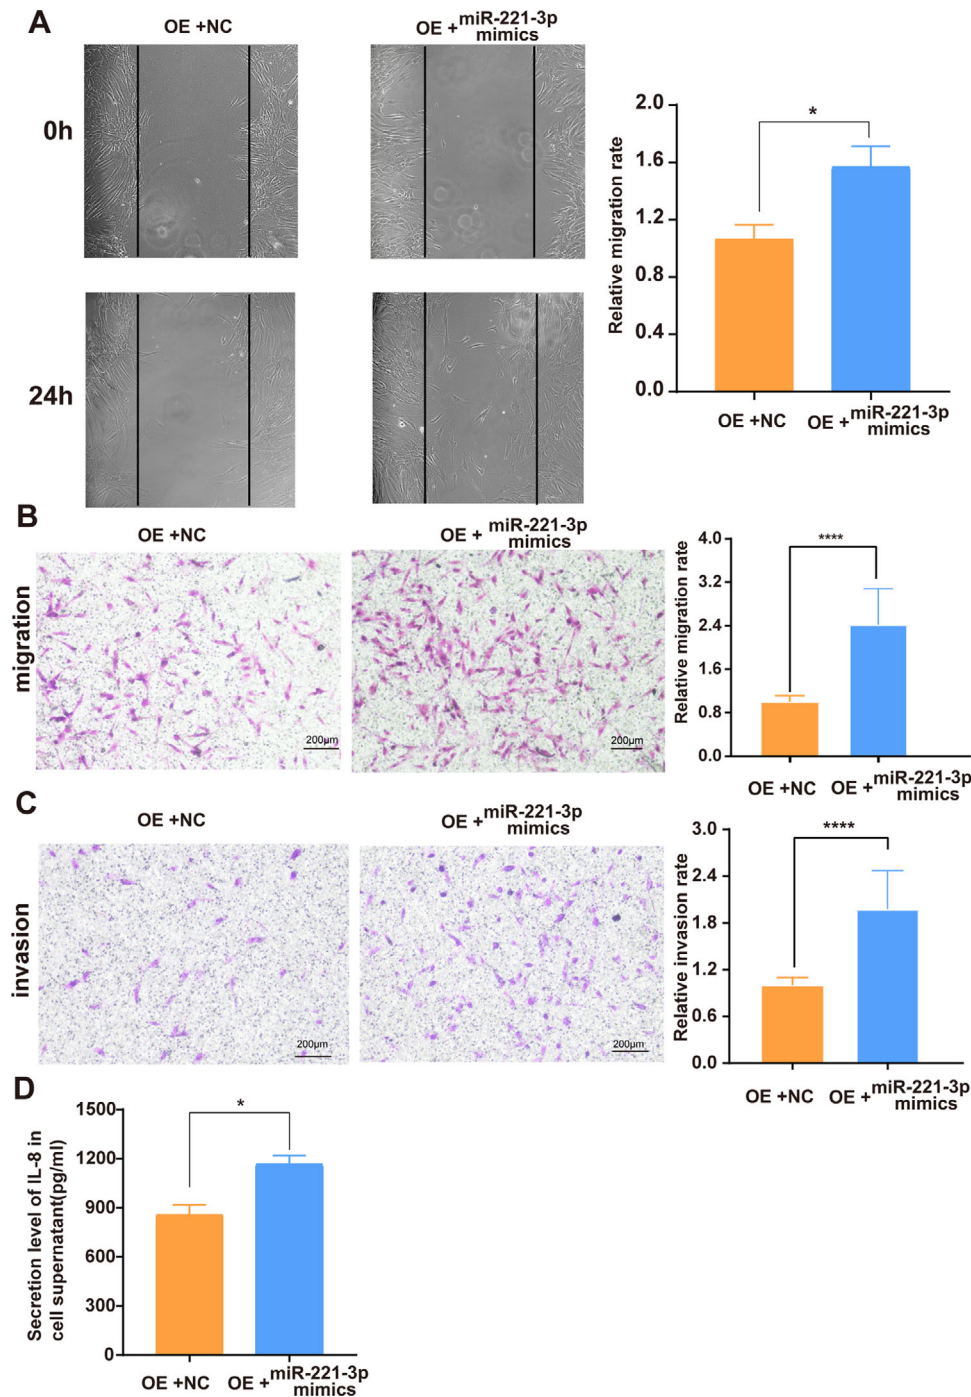 A
OE +NC
OE + miR-221-3p
mimics
0h
24h
Relative migration rate
2.0
1.6
1.2
0.8
0.4
0.0
*
OE +NC
OE + miR-221-3p
mimics
B
OE +NC
OE + miR-221-3p
mimics
migration
200μm
200μm
Relative migration rate
4.0
3.2
2.4
1.6
0.8
0.0
****
OE +NC
OE + miR-221-3p
mimics
C
OE +NC
OE + miR-221-3p
mimics
invasion
200μm
200μm
Relative invasion rate
3.0
2.4
1.8
1.2
0.6
0.0
****
OE +NC
OE + miR-221-3p
mimics
D
Secretion level of IL-8 in
cell supernatant(pg/ml)
1500
1200
900
600
300
0
*
OE +NC
OE + miR-221-3p
mimics